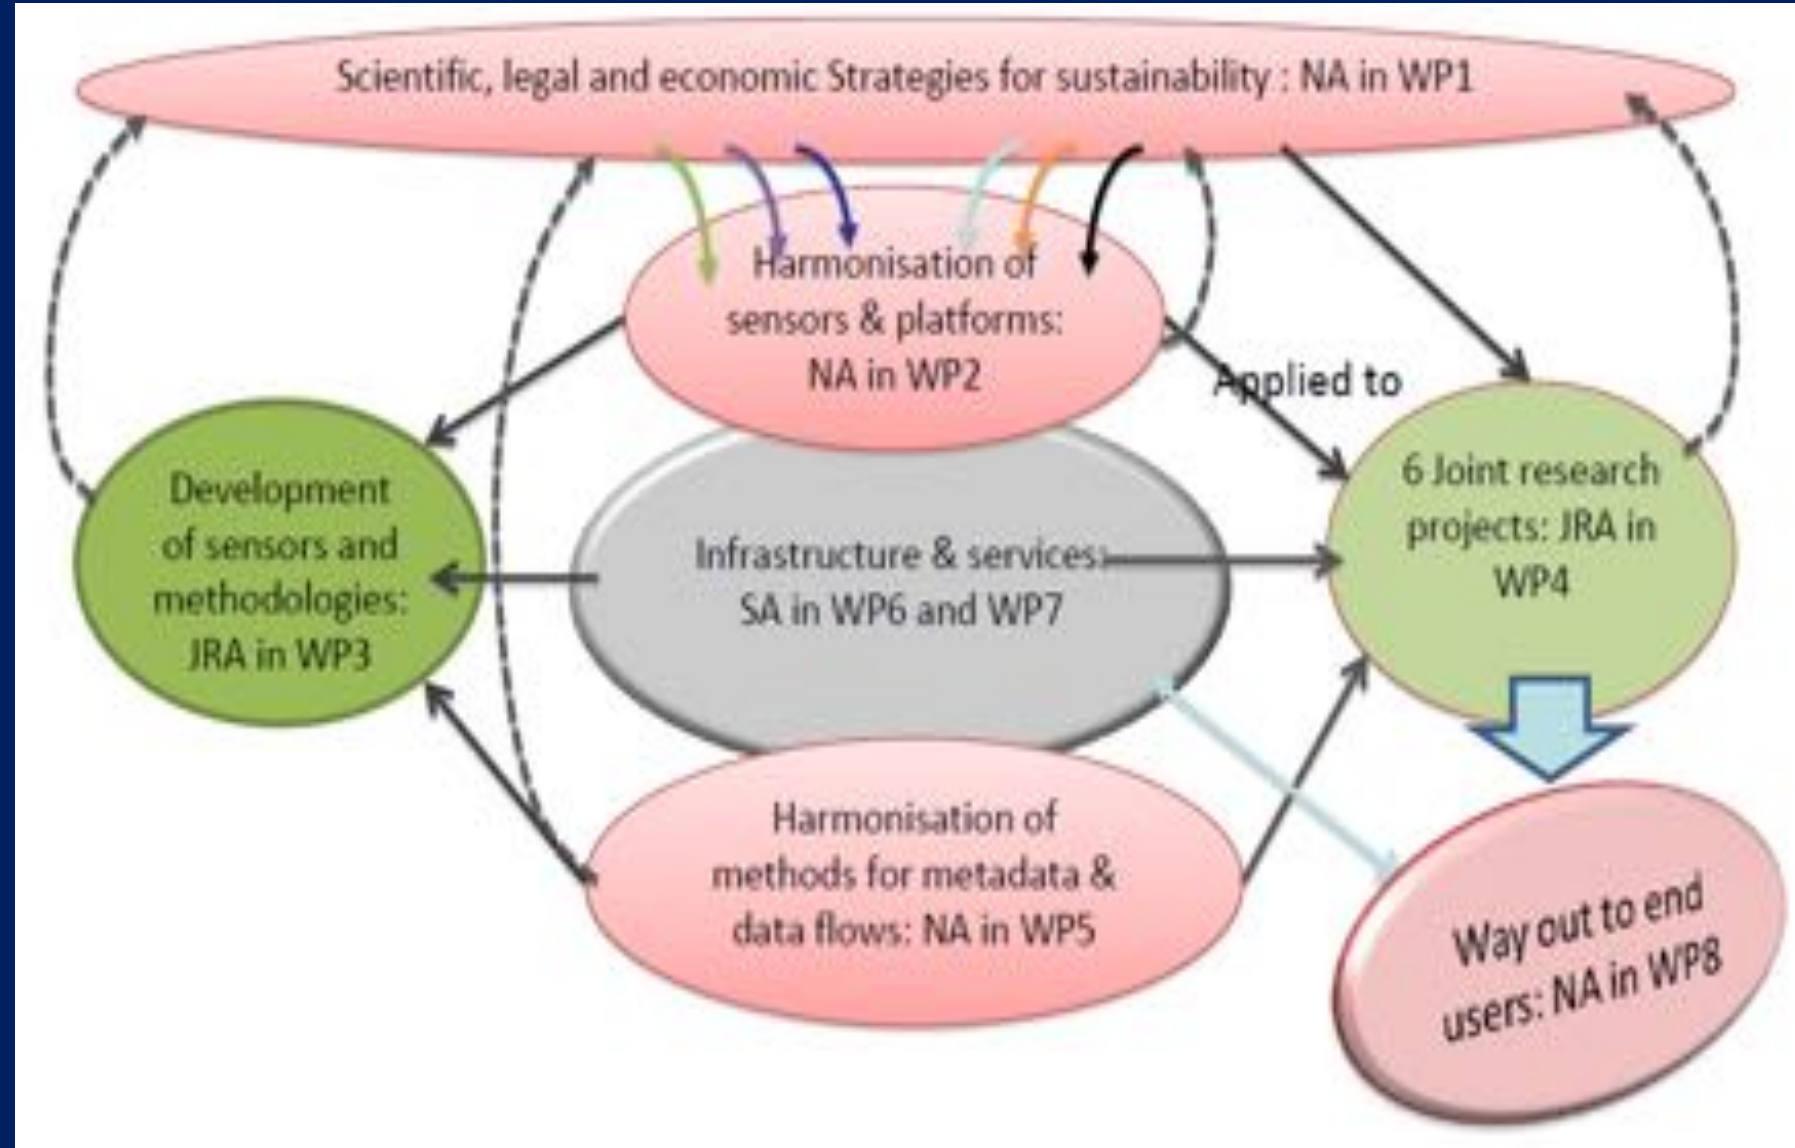 Scientific, legal and economic Strategies for sustainability : NA in WP1
Harmonisation of
sensors & platforms:
NA in WP2
Applied to
Development
of sensors and
methodologies:
JRA in WP3
Infrastructure & services:
SA in WP6 and WP7
6 Joint research
projects: JRA in
WP4
Harmonisation of
methods for metadata &
data flows: NA in WP5
Way out to end
users: NA in WP8